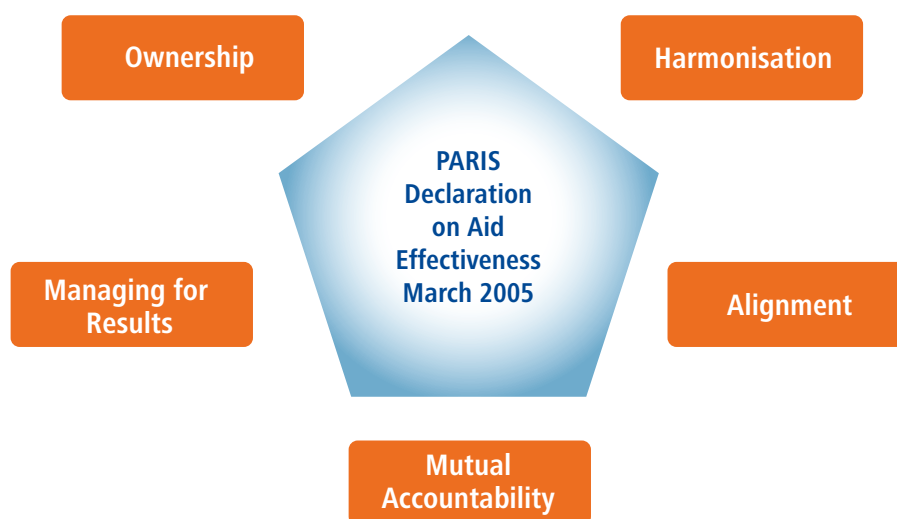 Ownership
Harmonisation
PARIS
Declaration
on Aid
Effectiveness
March 2005
Managing for
Results
Alignment
Mutual
Accountability